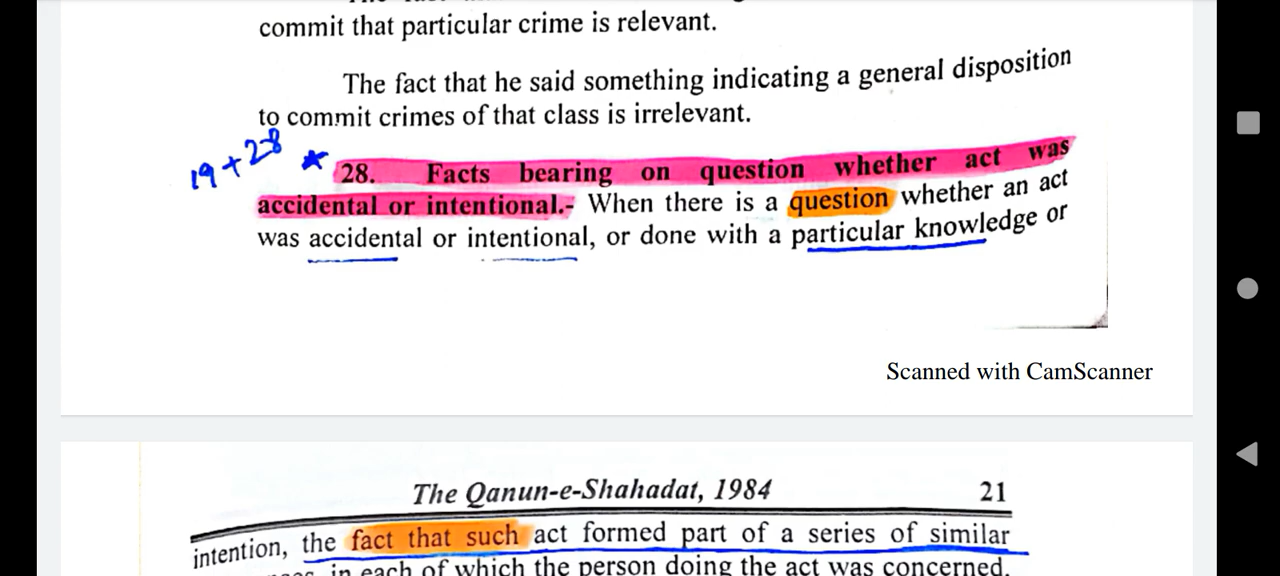 commit that particular crime is relevant.
The fact that he said something indicating a general disposition
to commit crimes of that class is irrelevant.
19+28 ★ 28. Facts bearing on question whether act was
accidental or intentional.- When there is a question whether an act
was accidental or intentional, or done with a particular knowledge or
Scanned with CamScanner
The Qanun-e-Shahadat, 1984 21
intention, the fact that such act formed part of a series of similar
in each of which the person doing the act was concerned.